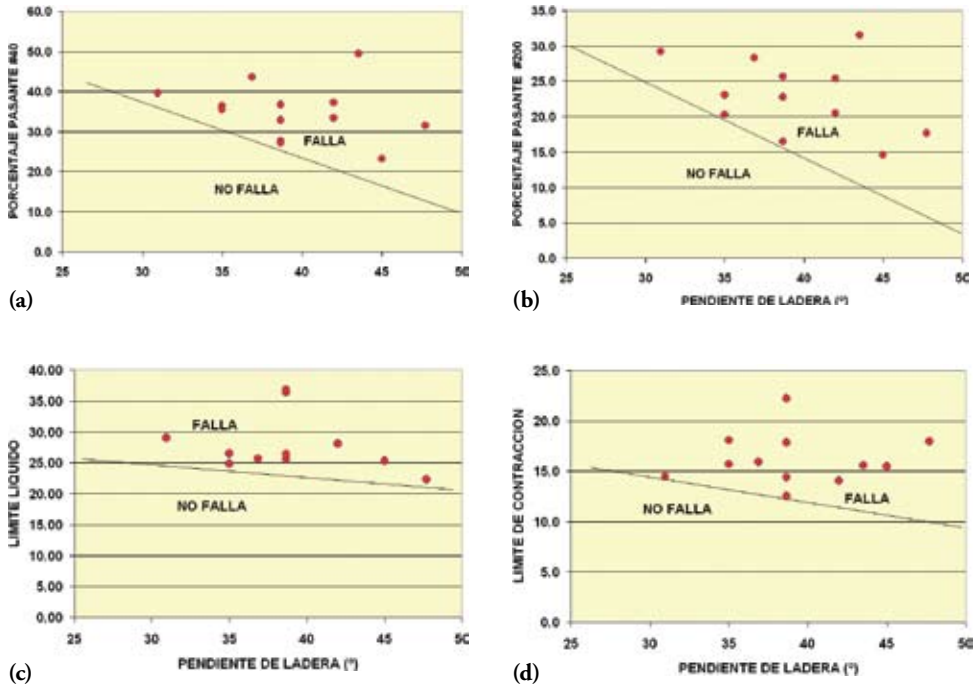 PORCENTAJE PASANTE #40
60.0
50.0
40.0
30.0
20.0
10.0
0.0
FALLA
NO FALLA
25 30 35 40 45 50
(a)
PORCENTAJE PASANTE #200
35.0
30.0
25.0
20.0
15.0
10.0
5.0
0.0
FALLA
NO FALLA
25 30 35 40 45 50
PENDIENTE DE LADERA (º)
(b)
LIMITE LIQUIDO
40.00
35.00
30.00
25.00
20.00
15.00
10.00
5.00
0.00
FALLA
NO FALLA
25 30 35 40 45 50
PENDIENTE DE LADERA (º)
(c)
LIMITE DE CONTRACCION
25.0
20.0
15.0
10.0
5.0
0.0
NO FALLA
FALLA
25 30 35 40 45 50
PENDIENTE DE LADERA (º)
(d)